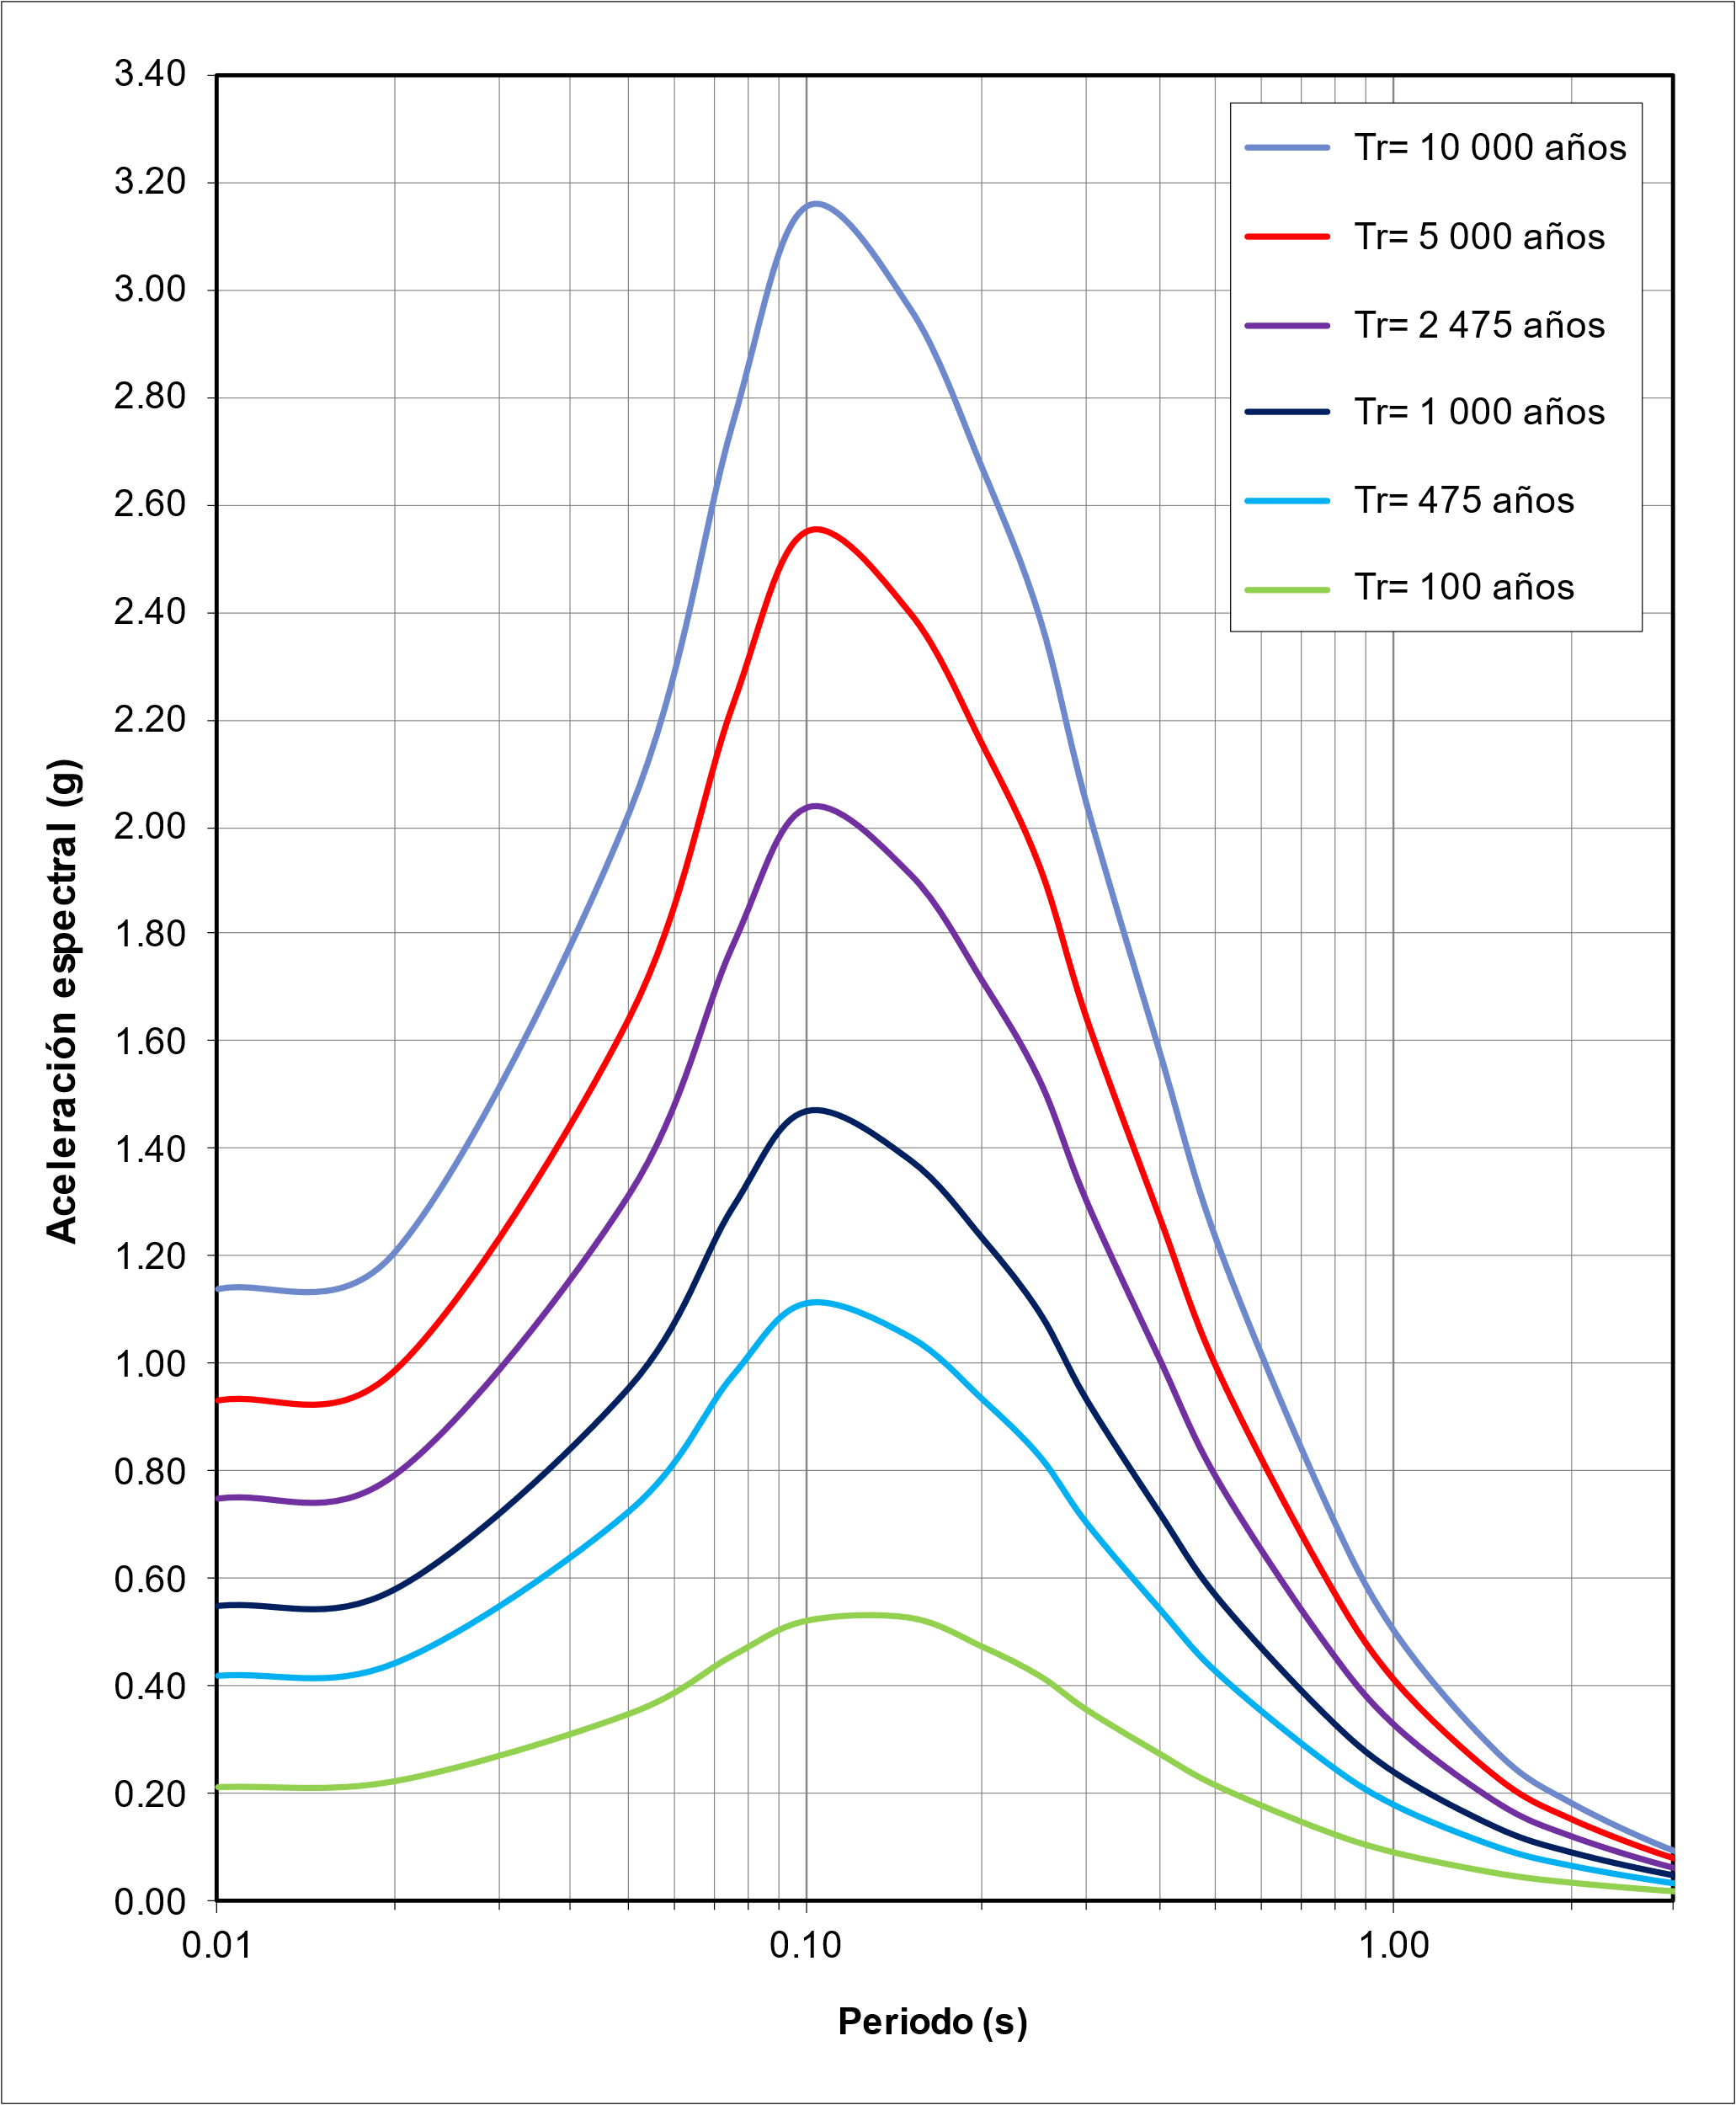 3.40
3.20
3.00
2.80
2.60
2.40
2.20
2.00
1.80
1.60
1.40
1.20
1.00
0.80
0.60
0.40
0.20
0.00
Aceleración espectral (g)
Tr= 10 000 años
Tr= 5 000 años
Tr= 2 475 años
Tr= 1 000 años
Tr= 475 años
Tr= 100 años
0.01 0.10 1.00
Periodo (s)